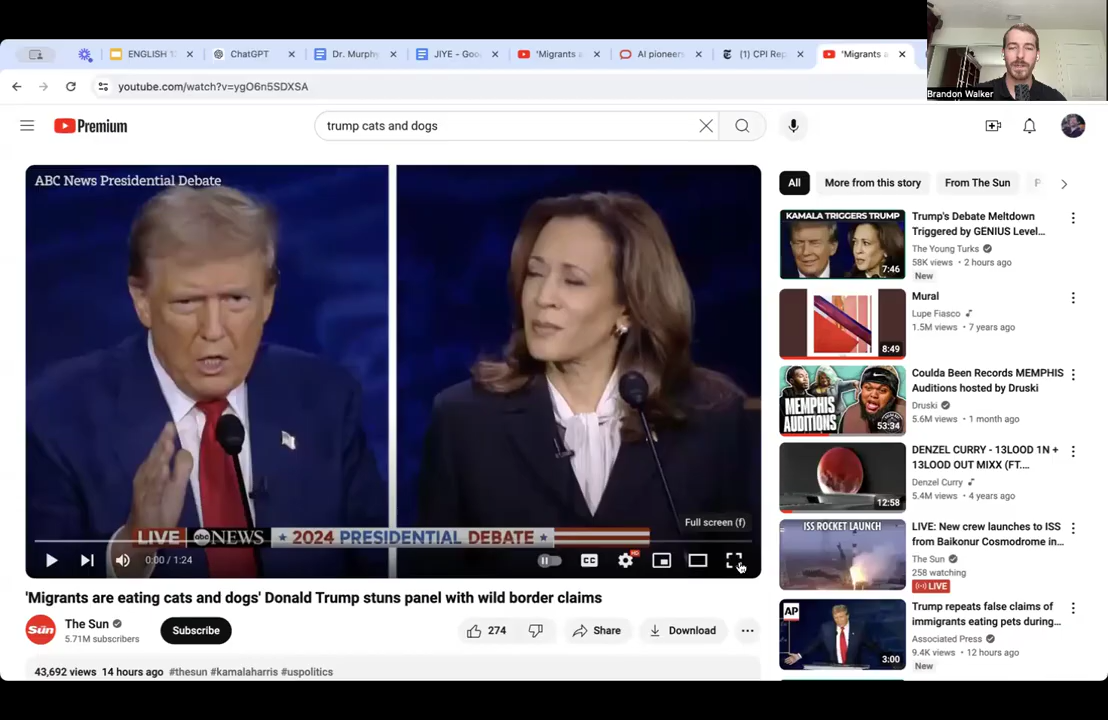 ENGLISH 1
ChatGPT
Dr. Murph
JIYE - Goo
'Migrants a
AI pioneer
(1) CPI Rep
'Migrants a
Brandon Walker
youtube.com/watch?v=ygO6n5SDXSA
Premium
trump cats and dogs
ABC News Presidential Debate
LIVE abc NEWS ★ 2024 PRESIDENTIAL DEBATE ★
Full screen (f)
0:00 / 1:24
CC
HD
'Migrants are eating cats and dogs' Donald Trump stuns panel with wild border claims
Sun
The Sun
5.71M subscribers
Subscribe
274
Share
Download
43,692 views 14 hours ago #thesun #kamalaharris #uspolitics
All
More from this story
From The Sun
P
KAMALA TRIGGERS TRUMP
7:46
Trump's Debate Meltdown
Triggered by GENIUS Level...
The Young Turks
58K views • 2 hours ago
New
8:49
Mural
Lupe Fiasco
1.5M views • 7 years ago
MEMPHIS
AUDITIONS
53:34
Coulda Been Records MEMPHIS
Auditions hosted by Druski
Druski
5.6M views • 1 month ago
12:58
DENZEL CURRY - 13LOOD 1N +
13LOOD OUT MIXX (FT....
Denzel Curry
5.4M views • 4 years ago
ISS ROCKET LAUNCH
LIVE: New crew launches to ISS
from Baikonur Cosmodrome in...
The Sun
258 watching
LIVE
AP
3:00
Trump repeats false claims of
immigrants eating pets during...
Associated Press
9.4K views • 12 hours ago
New